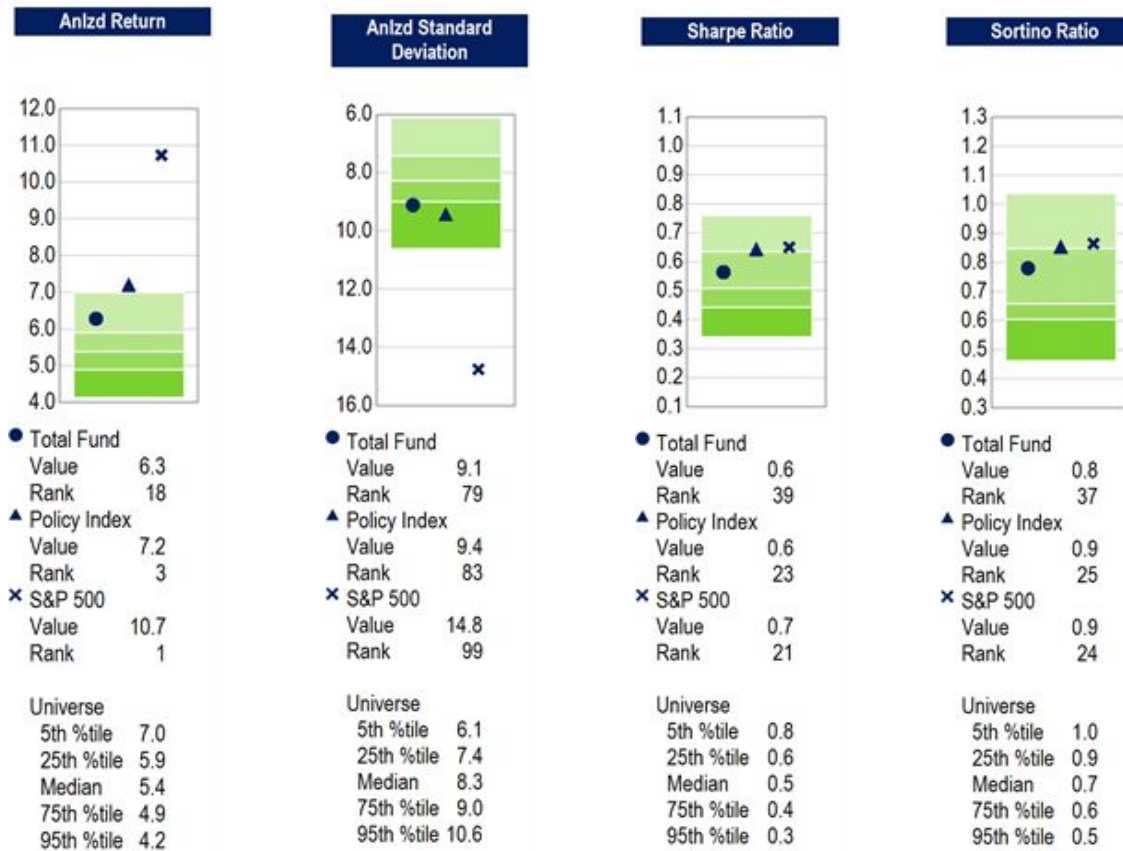 Anlzd Return
12.0
11.0
10.0
9.0
8.0
7.0
6.0
5.0
4.0
Total Fund
Value 6.3
Rank 18
Policy Index
Value 7.2
Rank 3
S&P 500
Value 10.7
Rank 1
Universe
5th %tile 7.0
25th %tile 5.9
Median 5.4
75th %tile 4.9
95th %tile 4.2
Anlzd Standard
Deviation
6.0
8.0
10.0
12.0
14.0
16.0
Total Fund
Value 9.1
Rank 79
Policy Index
Value 9.4
Rank 83
S&P 500
Value 14.8
Rank 99
Universe
5th %tile 6.1
25th %tile 7.4
Median 8.3
75th %tile 9.0
95th %tile 10.6
Sharpe Ratio
1.1
1.0
0.9
0.8
0.7
0.6
0.5
0.4
0.3
0.2
0.1
Total Fund
Value 0.6
Rank 39
Policy Index
Value 0.6
Rank 23
S&P 500
Value 0.7
Rank 21
Universe
5th %tile 0.8
25th %tile 0.6
Median 0.5
75th %tile 0.4
95th %tile 0.3
Sortino Ratio
1.3
1.2
1.1
1.0
0.9
0.8
0.7
0.6
0.5
0.4
0.3
Total Fund
Value 0.8
Rank 37
Policy Index
Value 0.9
Rank 25
S&P 500
Value 0.9
Rank 24
Universe
5th %tile 1.0
25th %tile 0.9
Median 0.7
75th %tile 0.6
95th %tile 0.5